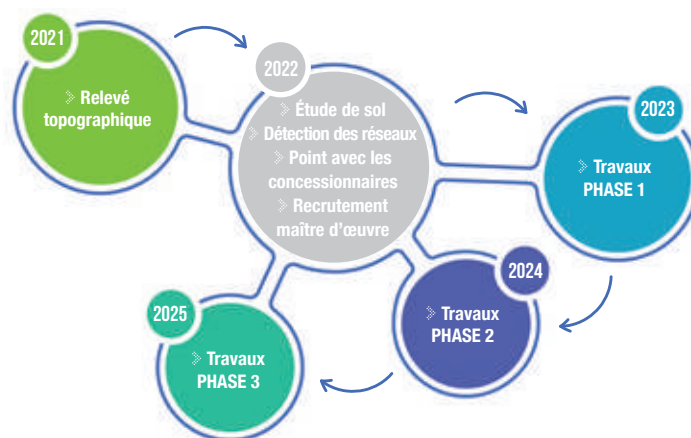 2021
> Relevé
topographique
2022
> Étude de sol
> Détection des réseaux
> Point avec les
concessionnaires
> Recrutement
maître d'œuvre
2023
> Travaux
PHASE 1
2024
> Travaux
PHASE 2
2025
> Travaux
PHASE 3